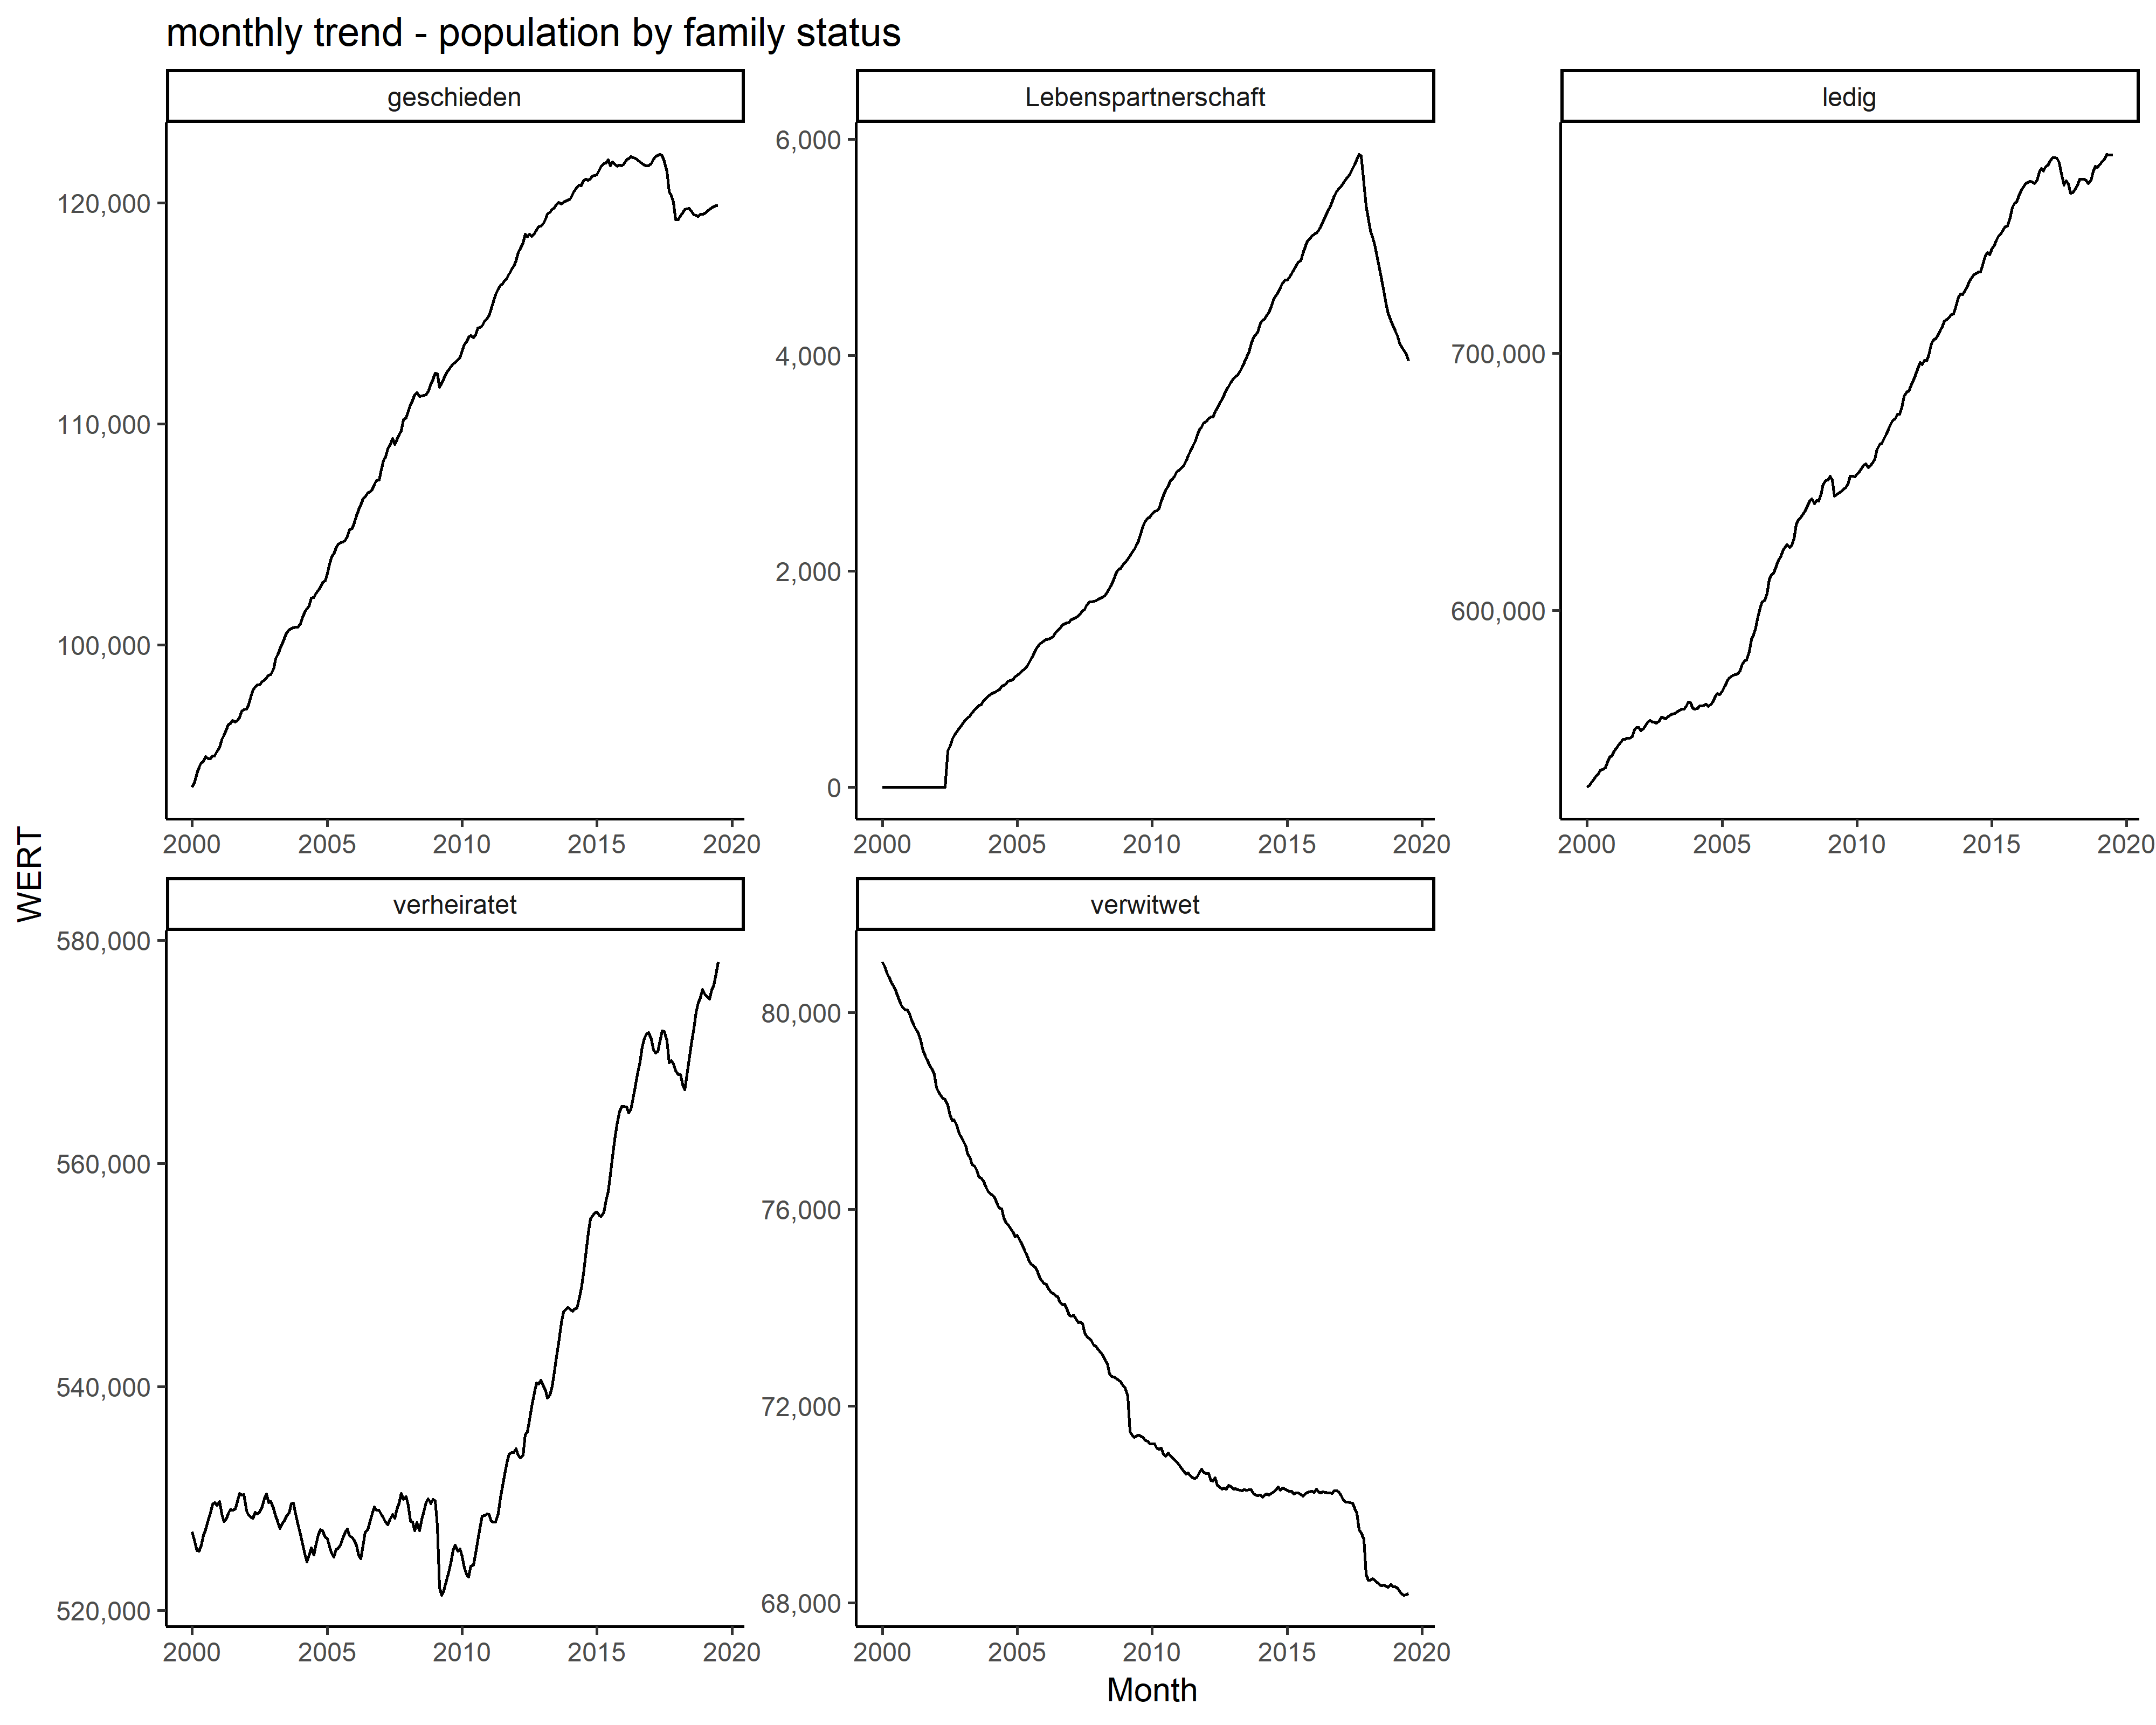 monthly trend - population by family status
geschieden
Lebenspartnerschaft
ledig
120,000
110,000
100,000
6,000
4,000
2,000
0
700,000
600,000
2000 2005 2010 2015 2020
2000 2005 2010 2015 2020
2000 2005 2010 2015 2020
WERT
verheiratet
verwitwet
580,000
560,000
540,000
520,000
80,000
76,000
72,000
68,000
2000 2005 2010 2015 2020
2000 2005 2010 2015 2020
Month